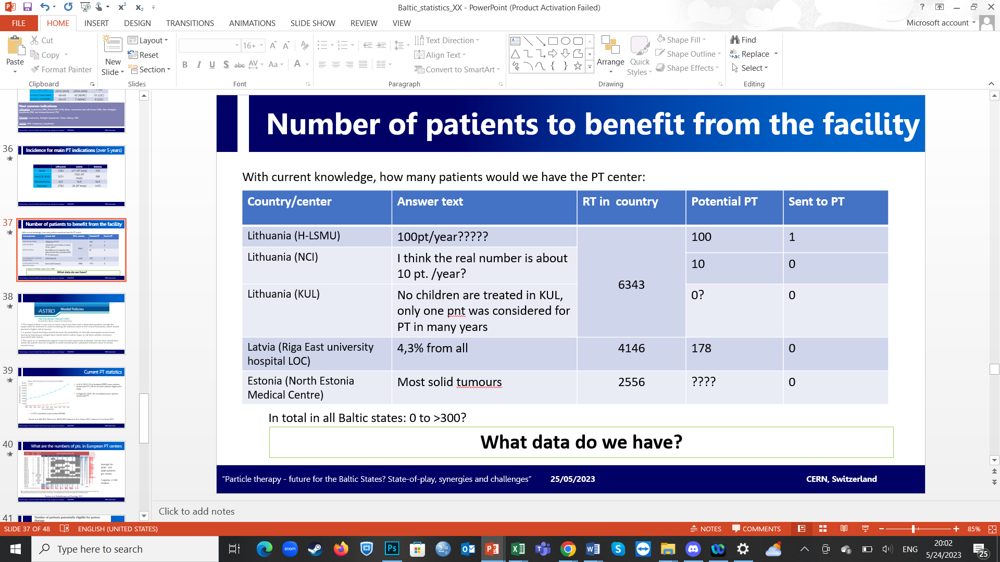 Baltic_statistics_XX - PowerPoint (Product Activation Failed)
FILE HOME INSERT DESIGN TRANSITIONS ANIMATIONS SLIDE SHOW REVIEW VIEW
Microsoft account
Paste
Cut
Copy
Format Painter
Clipboard
New
Slide
Layout
Reset
Section
Slides
16+
Font
Text Direction
Align Text
Convert to SmartArt
Paragraph
Arrange
Quick
Styles
Shape Fill
Shape Outline
Shape Effects
Drawing
Find
Replace
Select
Editing
Most common indications:
36
Incidence for main PT indications (over 5 years)
37
Number of patients to benefit from the facility
What data do we have?
38
ASTRO Model Policies
39
Current PT statistics
40
What are the numbers of pts. in European PT centers
41
Number of patients potentially eligible for proton
therapy
Number of patients to benefit from the facility
With current knowledge, how many patients would we have the PT center:
Country/center Answer text RT in country Potential PT Sent to PT
Lithuania (H-LSMU) 100pt/year????? 100 1
Lithuania (NCI) I think the real number is about
10 pt. /year? 10 0
6343
Lithuania (KUL) No children are treated in KUL,
only one pnt was considered for
PT in many years 0? 0
Latvia (Riga East university
hospital LOC) 4,3% from all 4146 178 0
Estonia (North Estonia
Medical Centre) Most solid tumours 2556 ???? 0
In total in all Baltic states: 0 to >300?
What data do we have?
“Particle therapy - future for the Baltic States? State-of-play, synergies and challenges” 25/05/2023 CERN, Switzerland
Click to add notes
SLIDE 37 OF 48 ENGLISH (UNITED STATES) NOTES COMMENTS 85%
Type here to search
ENG
20:02
5/24/2023
25